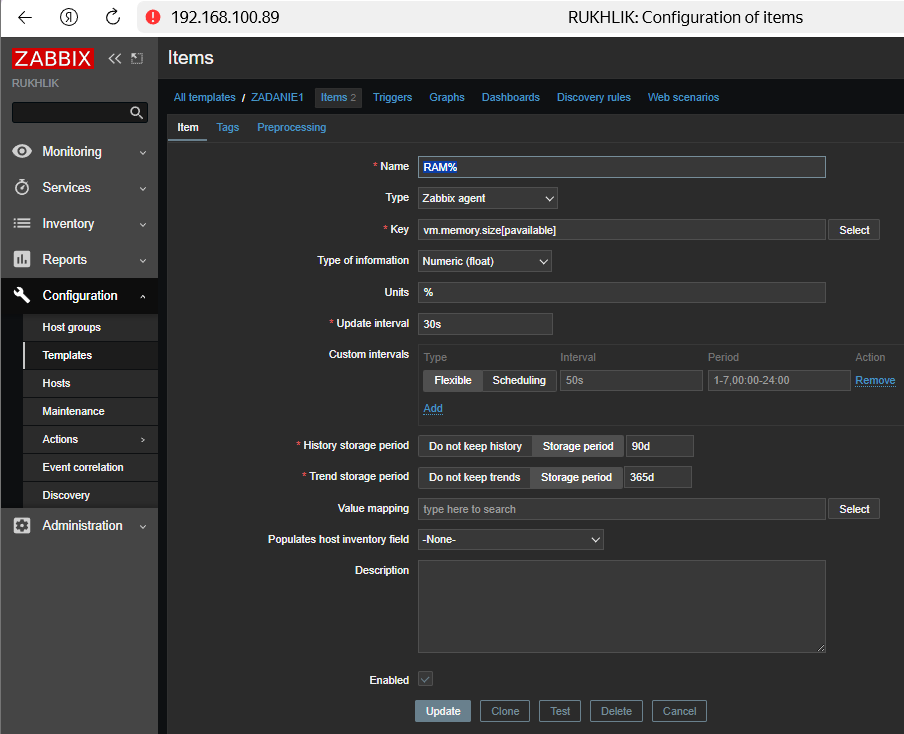 Я 192.168.100.89 RUKHLIK: Configuration of items
ZABBIX
RUKHLIK
Monitoring
Services
Inventory
Reports
Configuration
Host groups
Templates
Hosts
Maintenance
Actions
Event correlation
Discovery
Administration
Items
All templates / ZADANIE1 Items 2 Triggers Graphs Dashboards Discovery rules Web scenarios
Item Tags Preprocessing
* Name RAM%
Type Zabbix agent
* Key vm.memory.size[pavailable] Select
Type of information Numeric (float)
Units %
* Update interval 30s
Custom intervals Type Interval Period Action
Flexible Scheduling 50s 1-7,00:00-24:00 Remove
Add
* History storage period Do not keep history Storage period 90d
* Trend storage period Do not keep trends Storage period 365d
Value mapping type here to search Select
Populates host inventory field -None-
Description
Enabled
Update Clone Test Delete Cancel